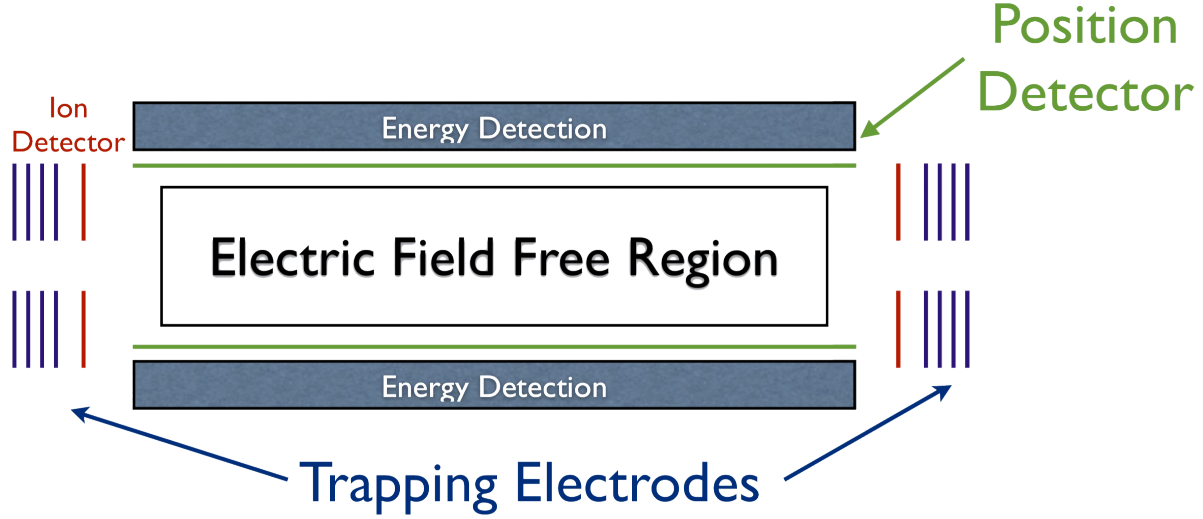 Position
Detector
Ion
Detector
Energy Detection
Electric Field Free Region
Energy Detection
Trapping Electrodes